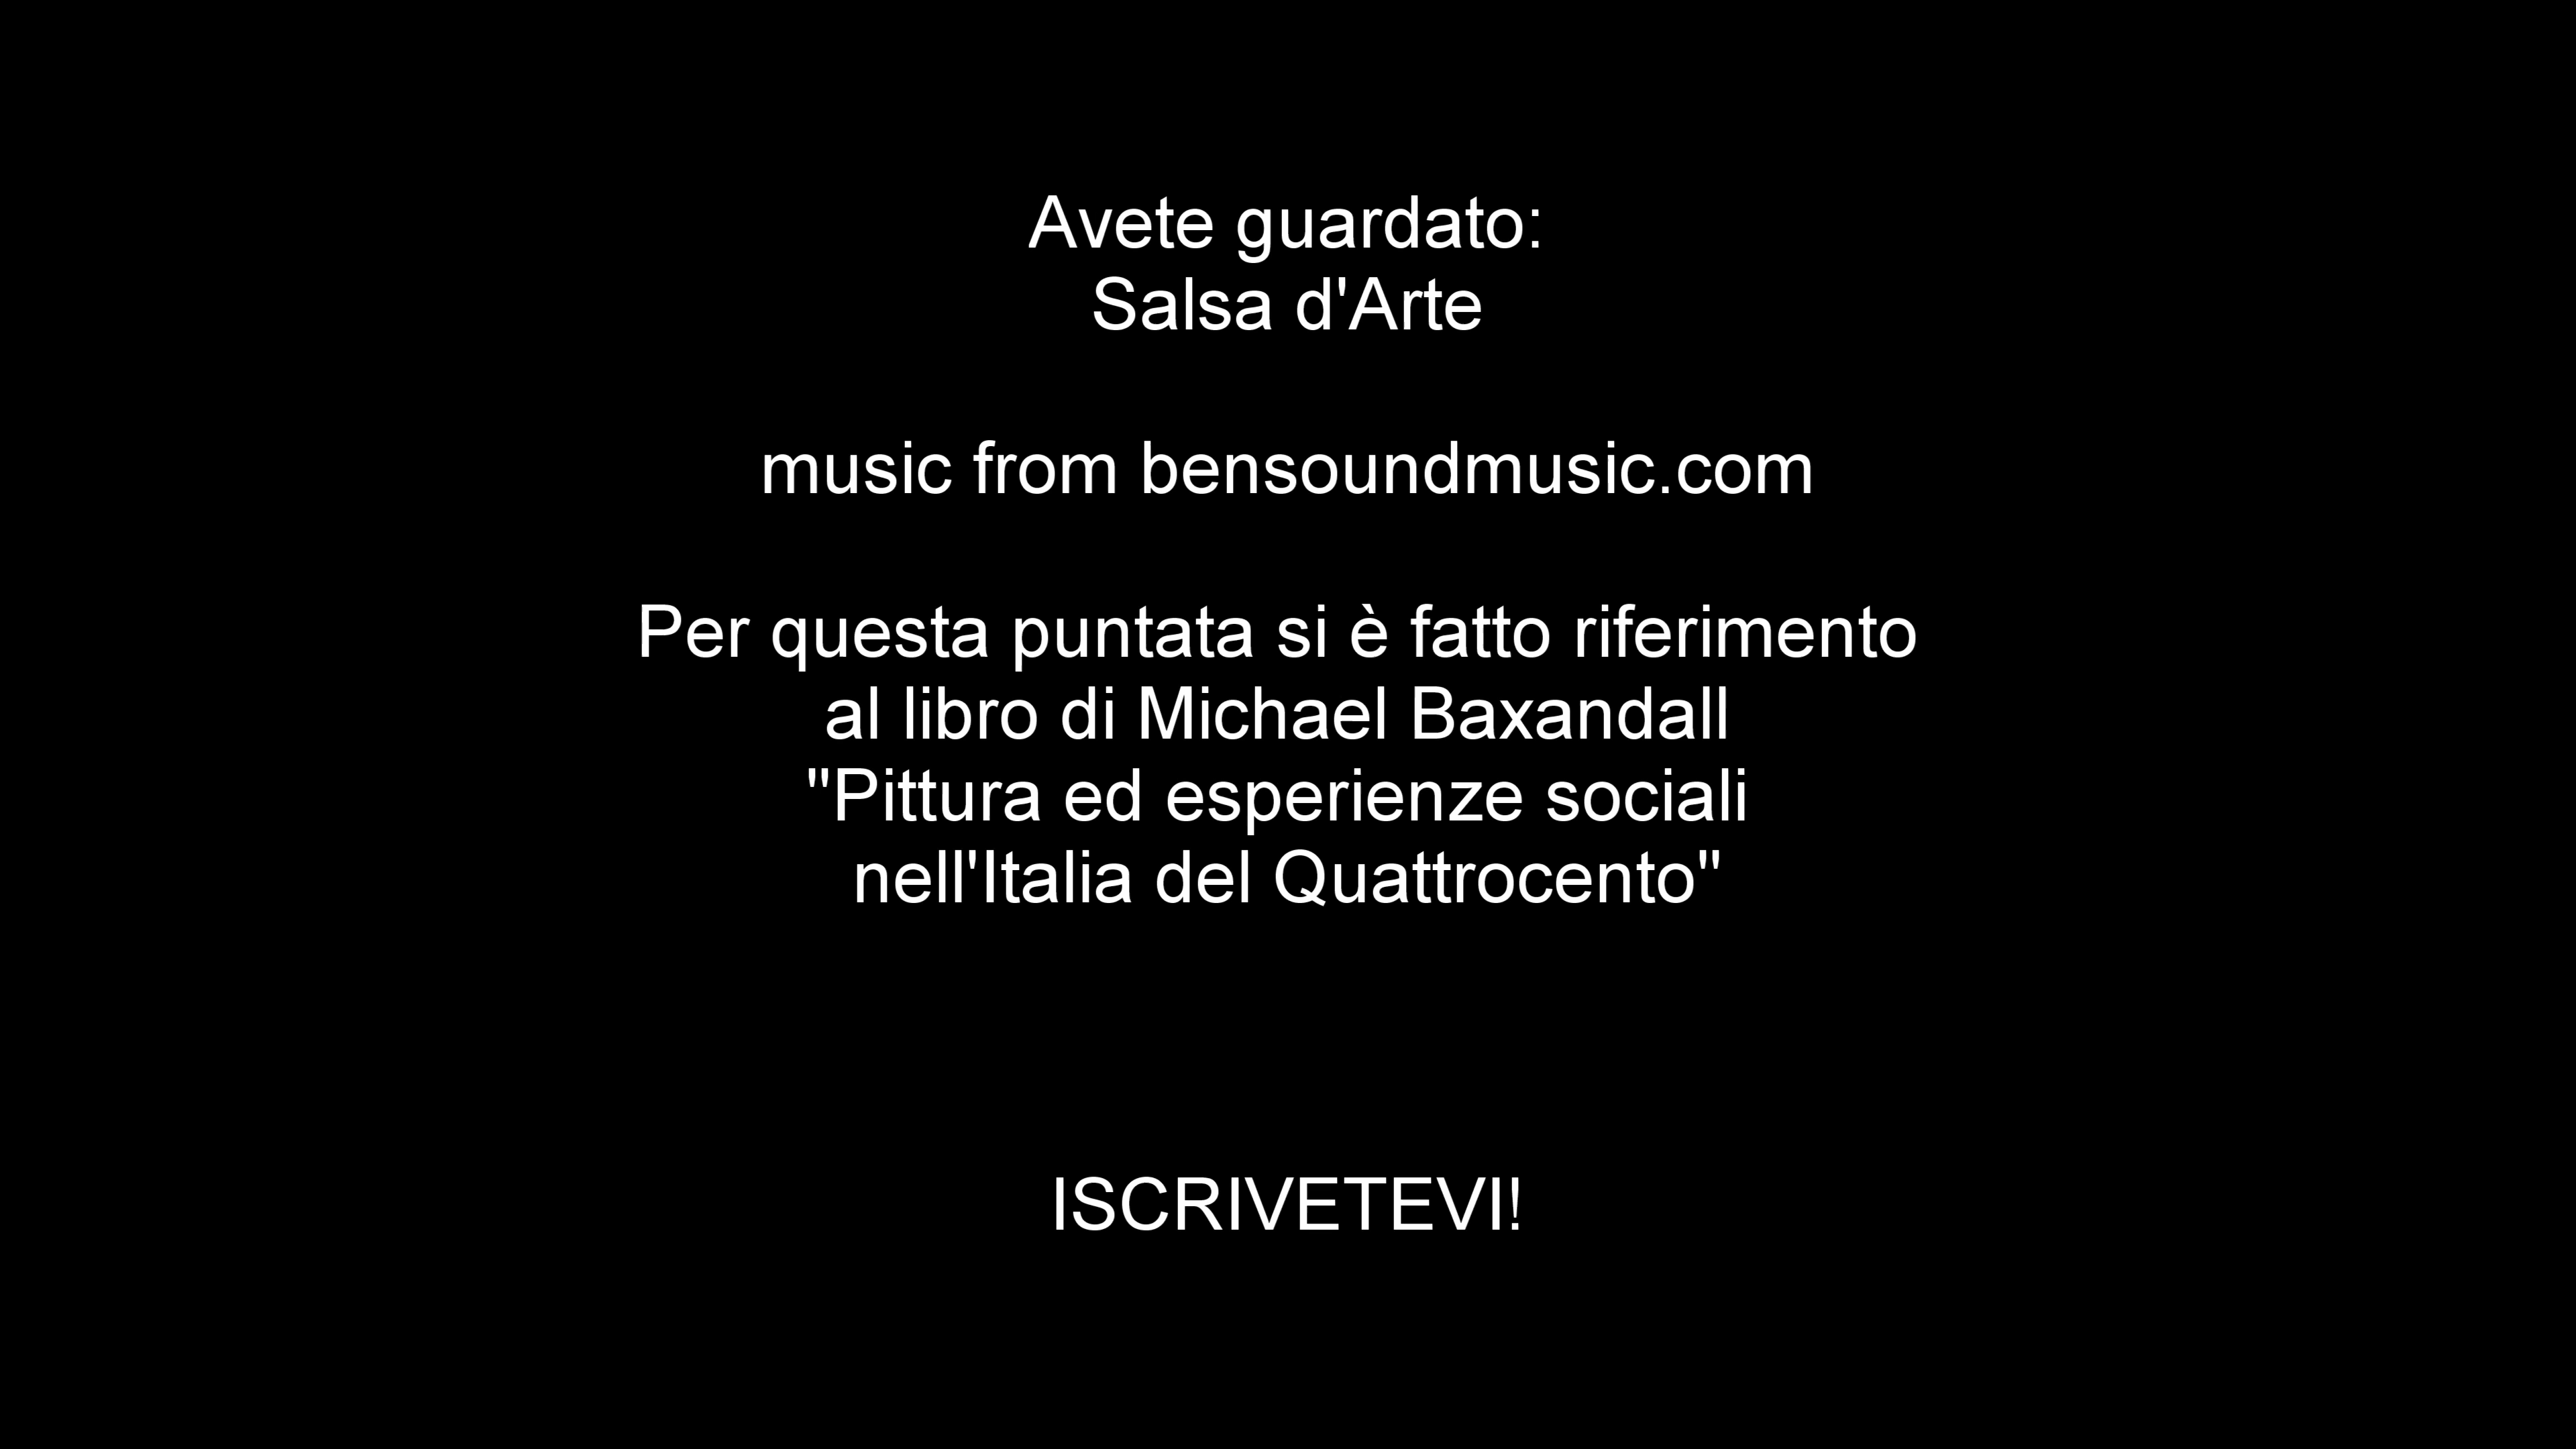 Avete guardato:
Salsa d'Arte
music from bensoundmusic.com
Per questa puntata si è fatto riferimento
al libro di Michael Baxandall
"Pittura ed esperienze sociali
nell'Italia del Quattrocento"
ISCRIVETEVI!